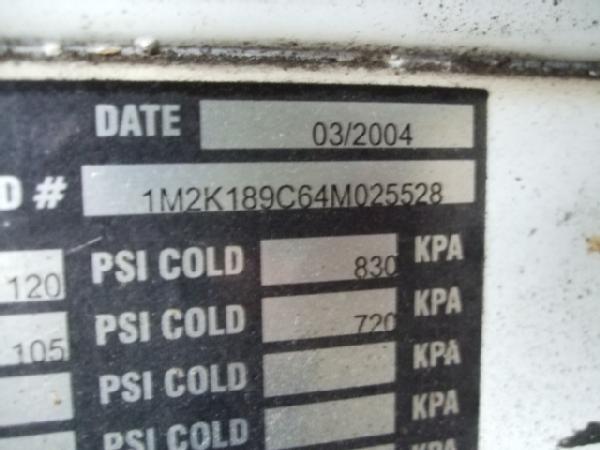 DATE 03/2004
D # 1M2K189C64M025528
120 PSI COLD 830 KPA
105 PSI COLD 720 KPA
PSI COLD KPA
PSI COLD KPA
PSI COLD KPA